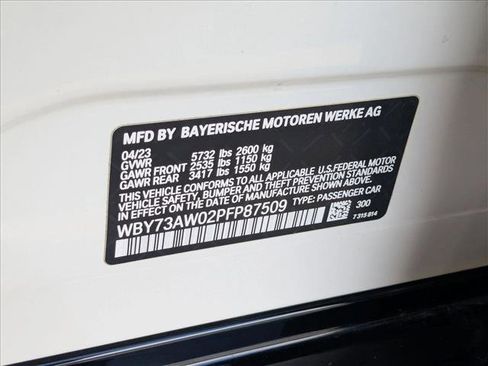 MFD BY BAYERISCHE MOTOREN WERKE AG
04/23
GVWR 5732 lbs 2600 kg
GAWR FRONT 2535 lbs 1150 kg
GAWR REAR 3417 lbs 1550 kg
THIS VEHICLE CONFORMS TO ALL APPLICABLE U.S. FEDERAL MOTOR
VEHICLE SAFETY, BUMPER, AND THEFT PREVENTION STANDARDS
IN EFFECT ON THE DATE OF MANUFACTURE SHOWN ABOVE.
WBY73AW02PFP87509 TYPE: PASSENGER CAR
300
7 315 814